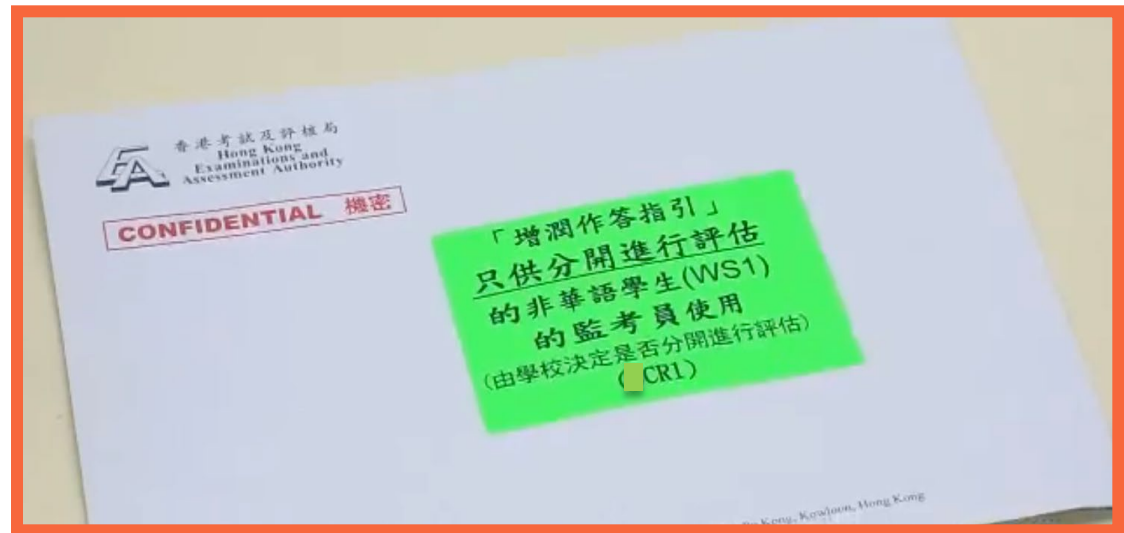 香港考試及評核局
Hong Kong
Examinations and
Assessment Authority
CONFIDENTIAL 機密
「增潤作答指引」
只供分開進行評估
的非華語學生(WS1)
的監考員使用
(由學校決定是否分開進行評估)
( CR1)
Kong, Kowloon, Hong Kong